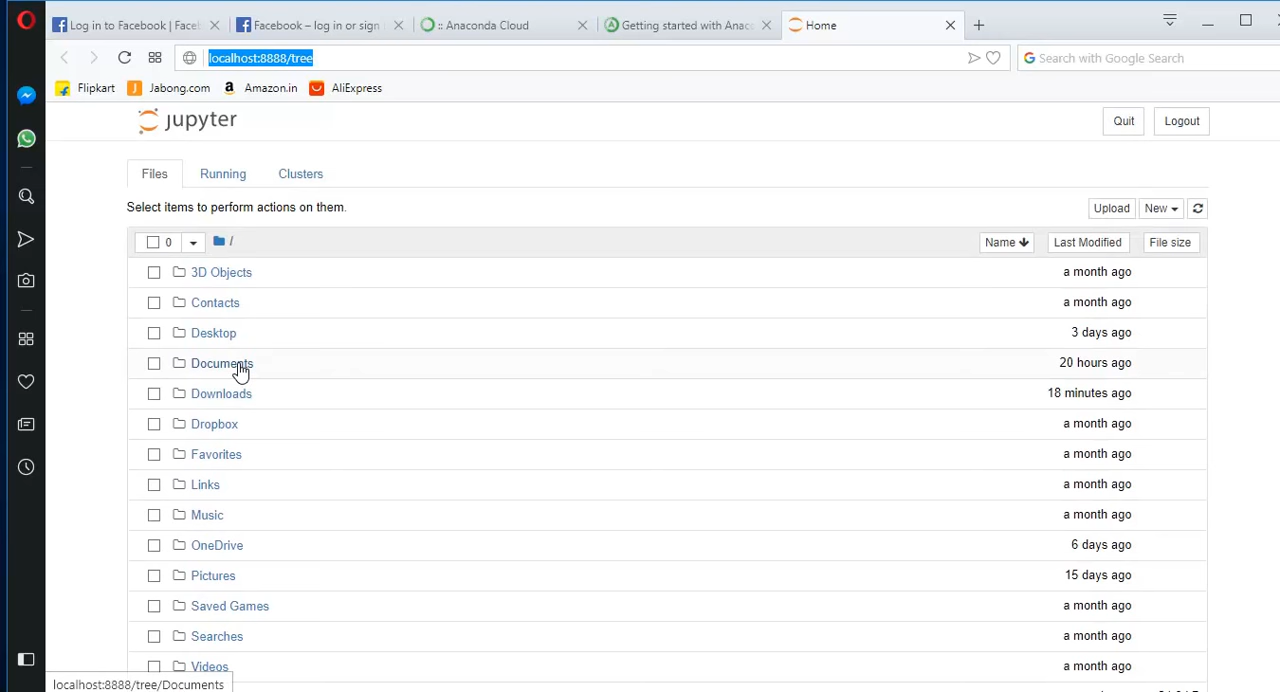 Log in to Facebook | Faceb
Facebook – log in or sign
:: Anaconda Cloud
Getting started with Anac
Home
localhost:8888/tree
Search with Google Search
Flipkart Jabong.com Amazon.in AliExpress
jupyter
Quit Logout
Files Running Clusters
Select items to perform actions on them.
Upload New
0 / Name Last Modified File size
3D Objects a month ago
Contacts a month ago
Desktop 3 days ago
Documents 20 hours ago
Downloads 18 minutes ago
Dropbox a month ago
Favorites a month ago
Links a month ago
Music a month ago
OneDrive 6 days ago
Pictures 15 days ago
Saved Games a month ago
Searches a month ago
Videos a month ago
localhost:8888/tree/Documents